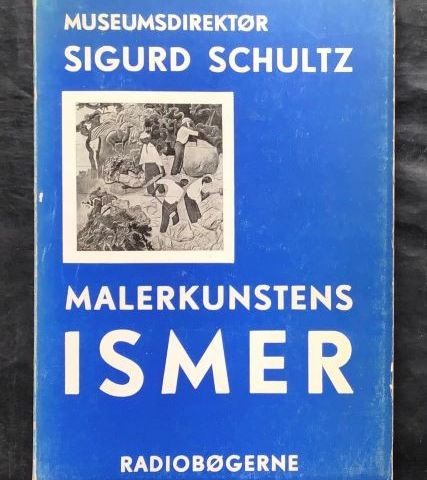 MUSEUMSDIREKTØR
SIGURD SCHULTZ
MALERKUNSTENS
ISMER
RADIOBØGERNE